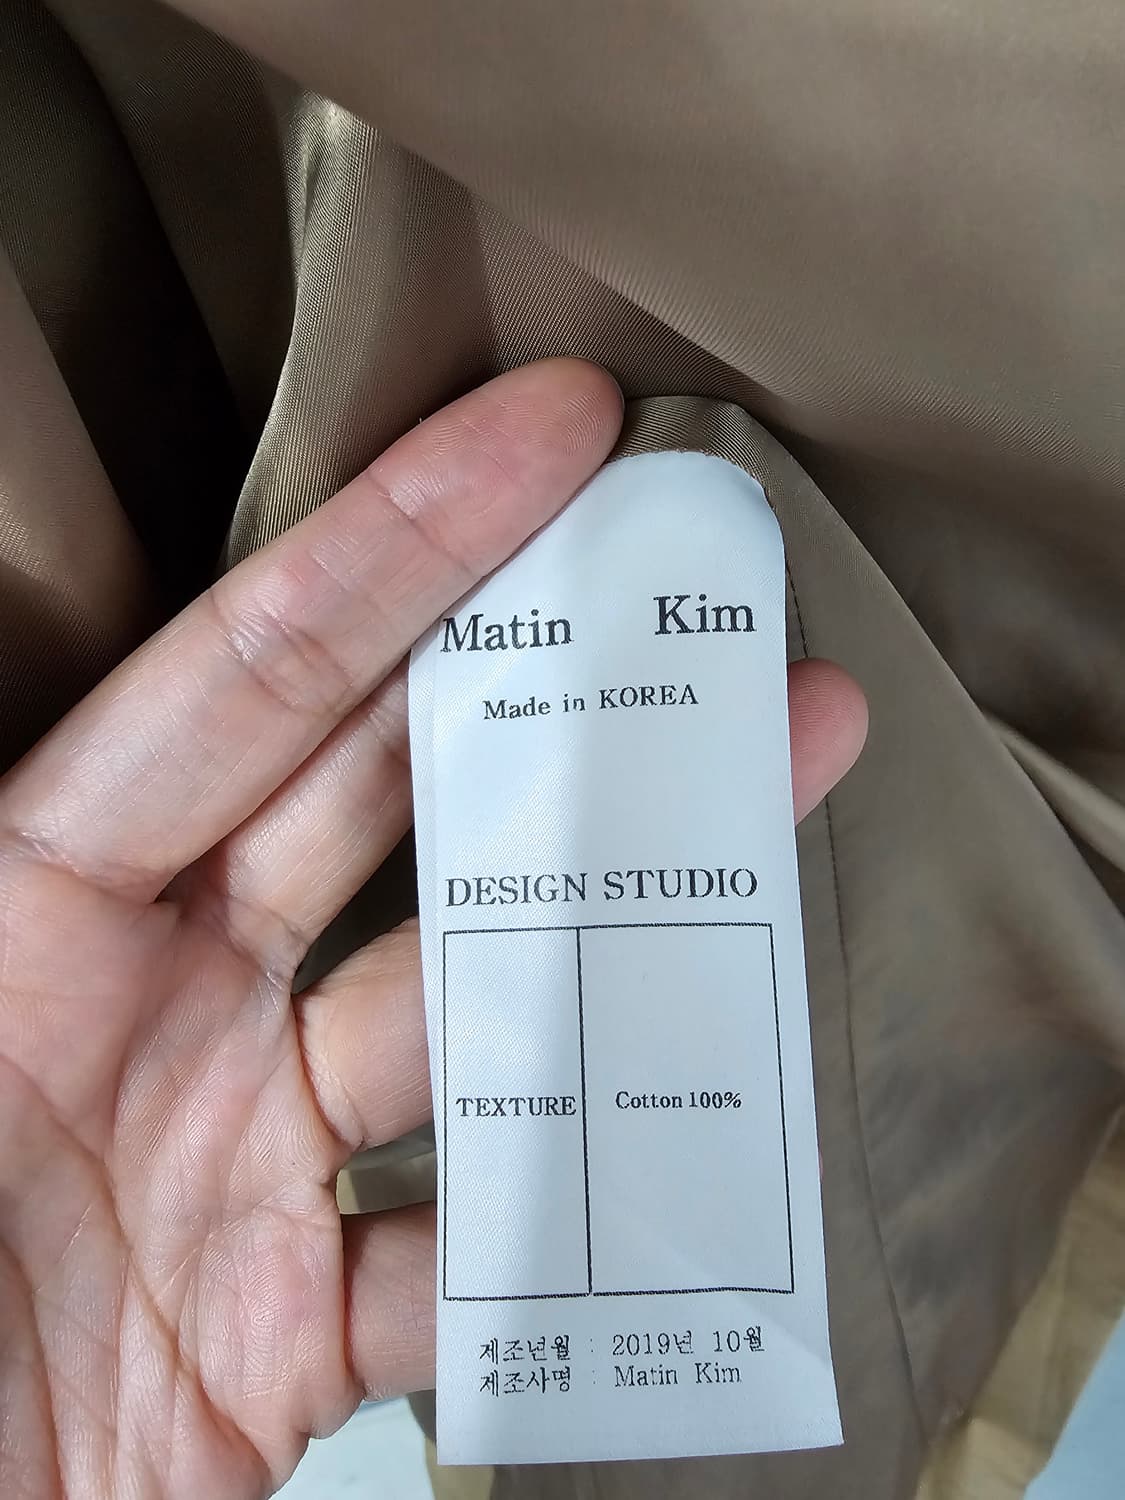 Matin Kim
Made in KOREA
DESIGN STUDIO
TEXTURE
Cotton 100%
제조년월 : 2019년 10월
제조사명 : Matin Kim